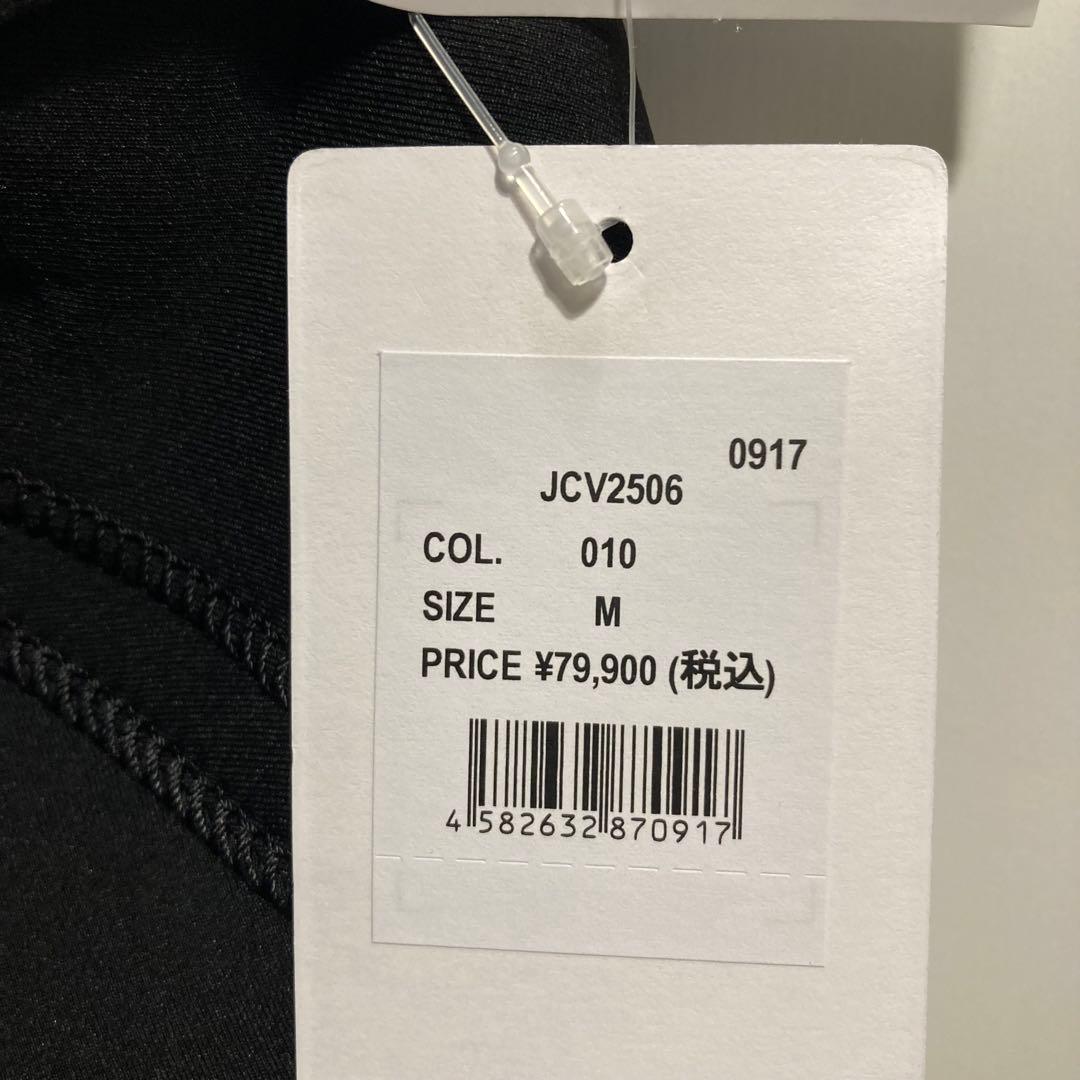 0917
JCV2506
COL. 010
SIZE M
PRICE ¥79,900 (税込)
4 582632 870917